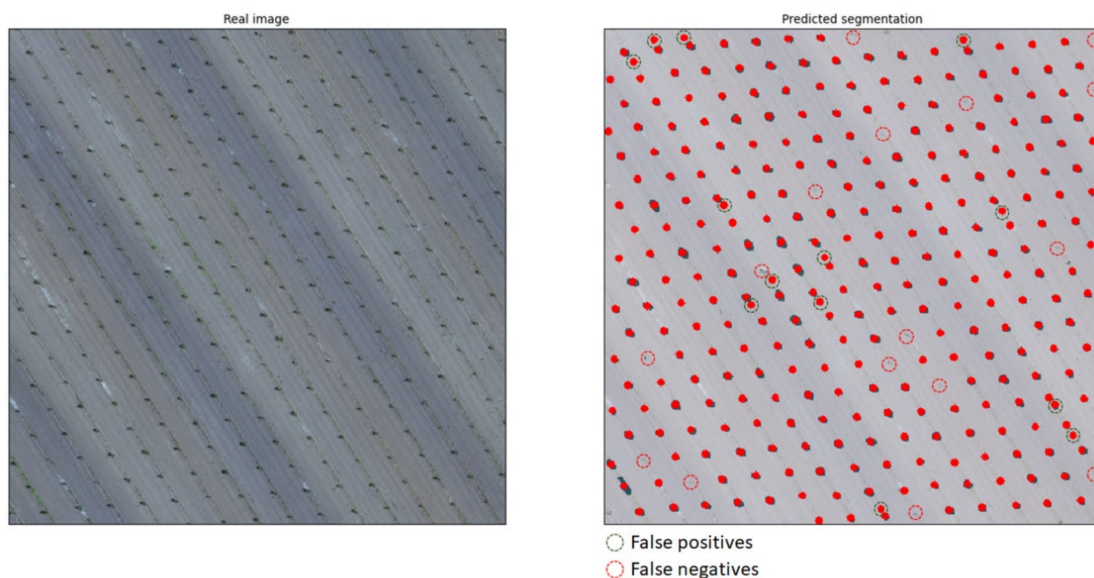 Real image
Predicted segmentation
False positives
False negatives